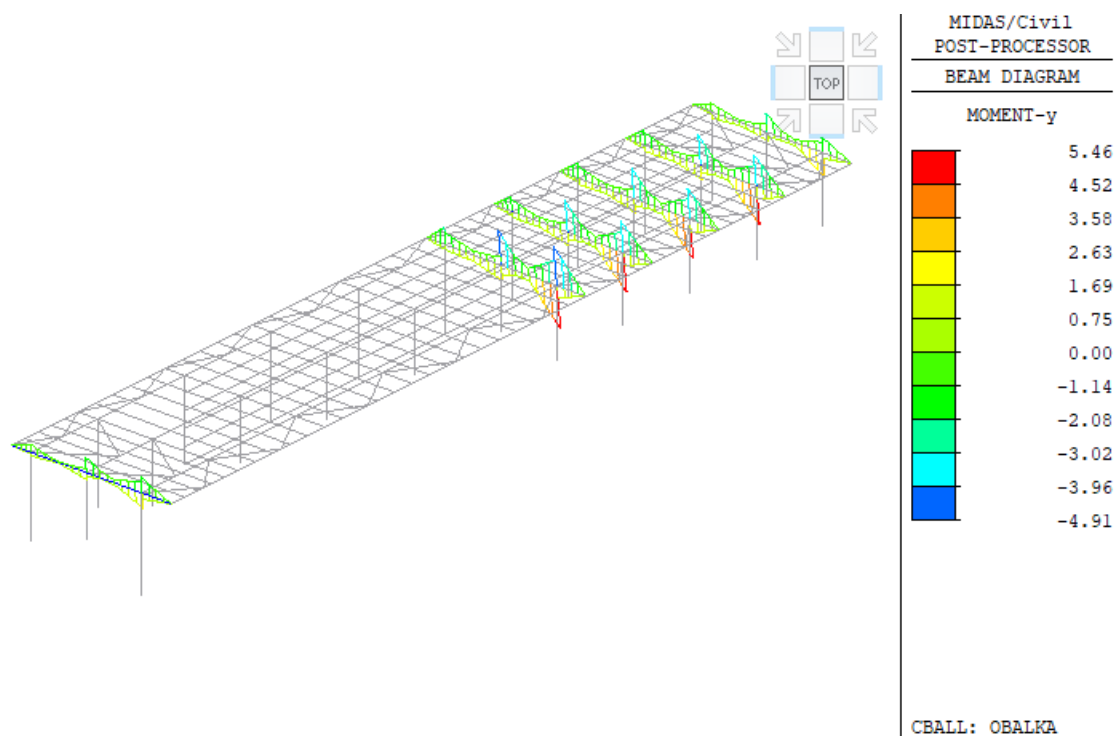 MIDAS/Civil
POST-PROCESSOR
BEAM DIAGRAM
MOMENT-y
5.46
4.52
3.58
2.63
1.69
0.75
0.00
-1.14
-2.08
-3.02
-3.96
-4.91
TOP
CBALL: OBALKA